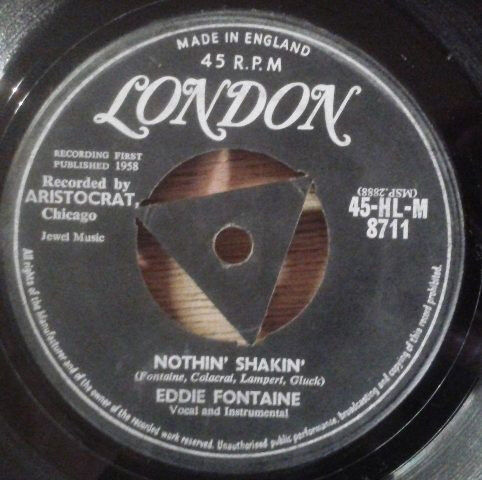 MADE IN ENGLAND
45 R.P.M
LONDON
RECORDING FIRST
PUBLISHED 1958
Recorded by
ARISTOCRAT,
Chicago
Jewel Music
(MSP.2888)
45-HL-M
8711
NOTHIN' SHAKIN'
(Fontaine, Colacral, Lampert, Gluck)
EDDIE FONTAINE
Vocal and Instrumental
All rights of the Manufacturer and of the owner of the recorded work reserved. Unauthorised public performance, broadcasting and copying of this record prohibited.